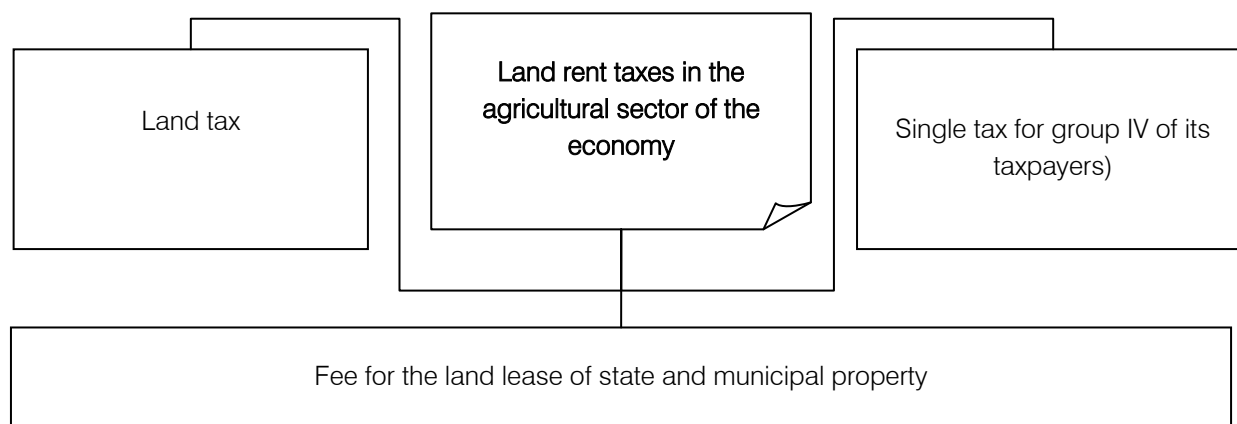 Land tax
Land rent taxes in the
agricultural sector of the
economy
Single tax for group IV of its
taxpayers)
Fee for the land lease of state and municipal property